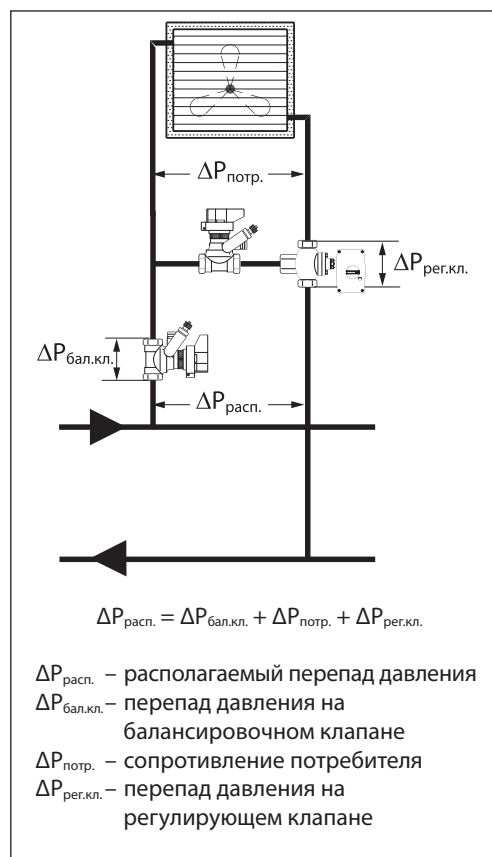 ΔPпотр.
ΔPрег.кл.
ΔPбал.кл.
ΔPрасп.
ΔPрасп. = ΔPбал.кл. + ΔPпотр. + ΔPрег.кл.
ΔPрасп. – располагаемый перепад давления
ΔPбал.кл.– перепад давления на
балансировочном клапане
ΔPпотр. – сопротивление потребителя
ΔPрег.кл.– перепад давления на
регулирующем клапане